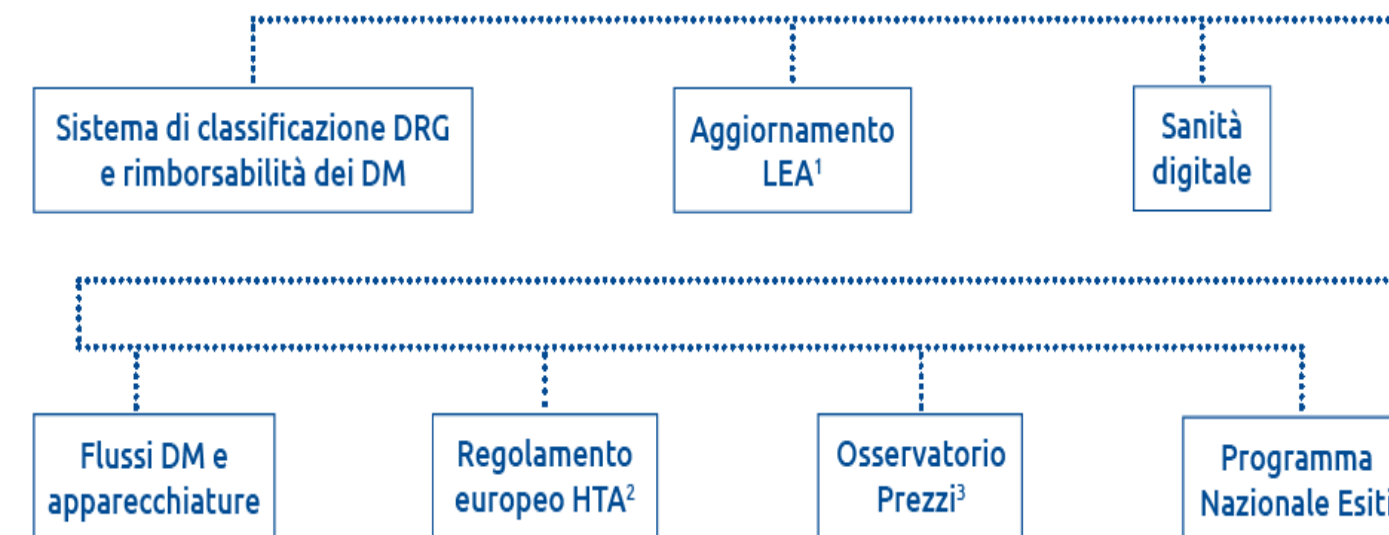 Sistema di classificazione DRG
e rimborsabilità dei DM
Aggiornamento
LEA¹
Sanità
digitale
Flussi DM e
apparecchiature
Regolamento
europeo HTA²
Osservatorio
Prezzi³
Programma
Nazionale Esiti